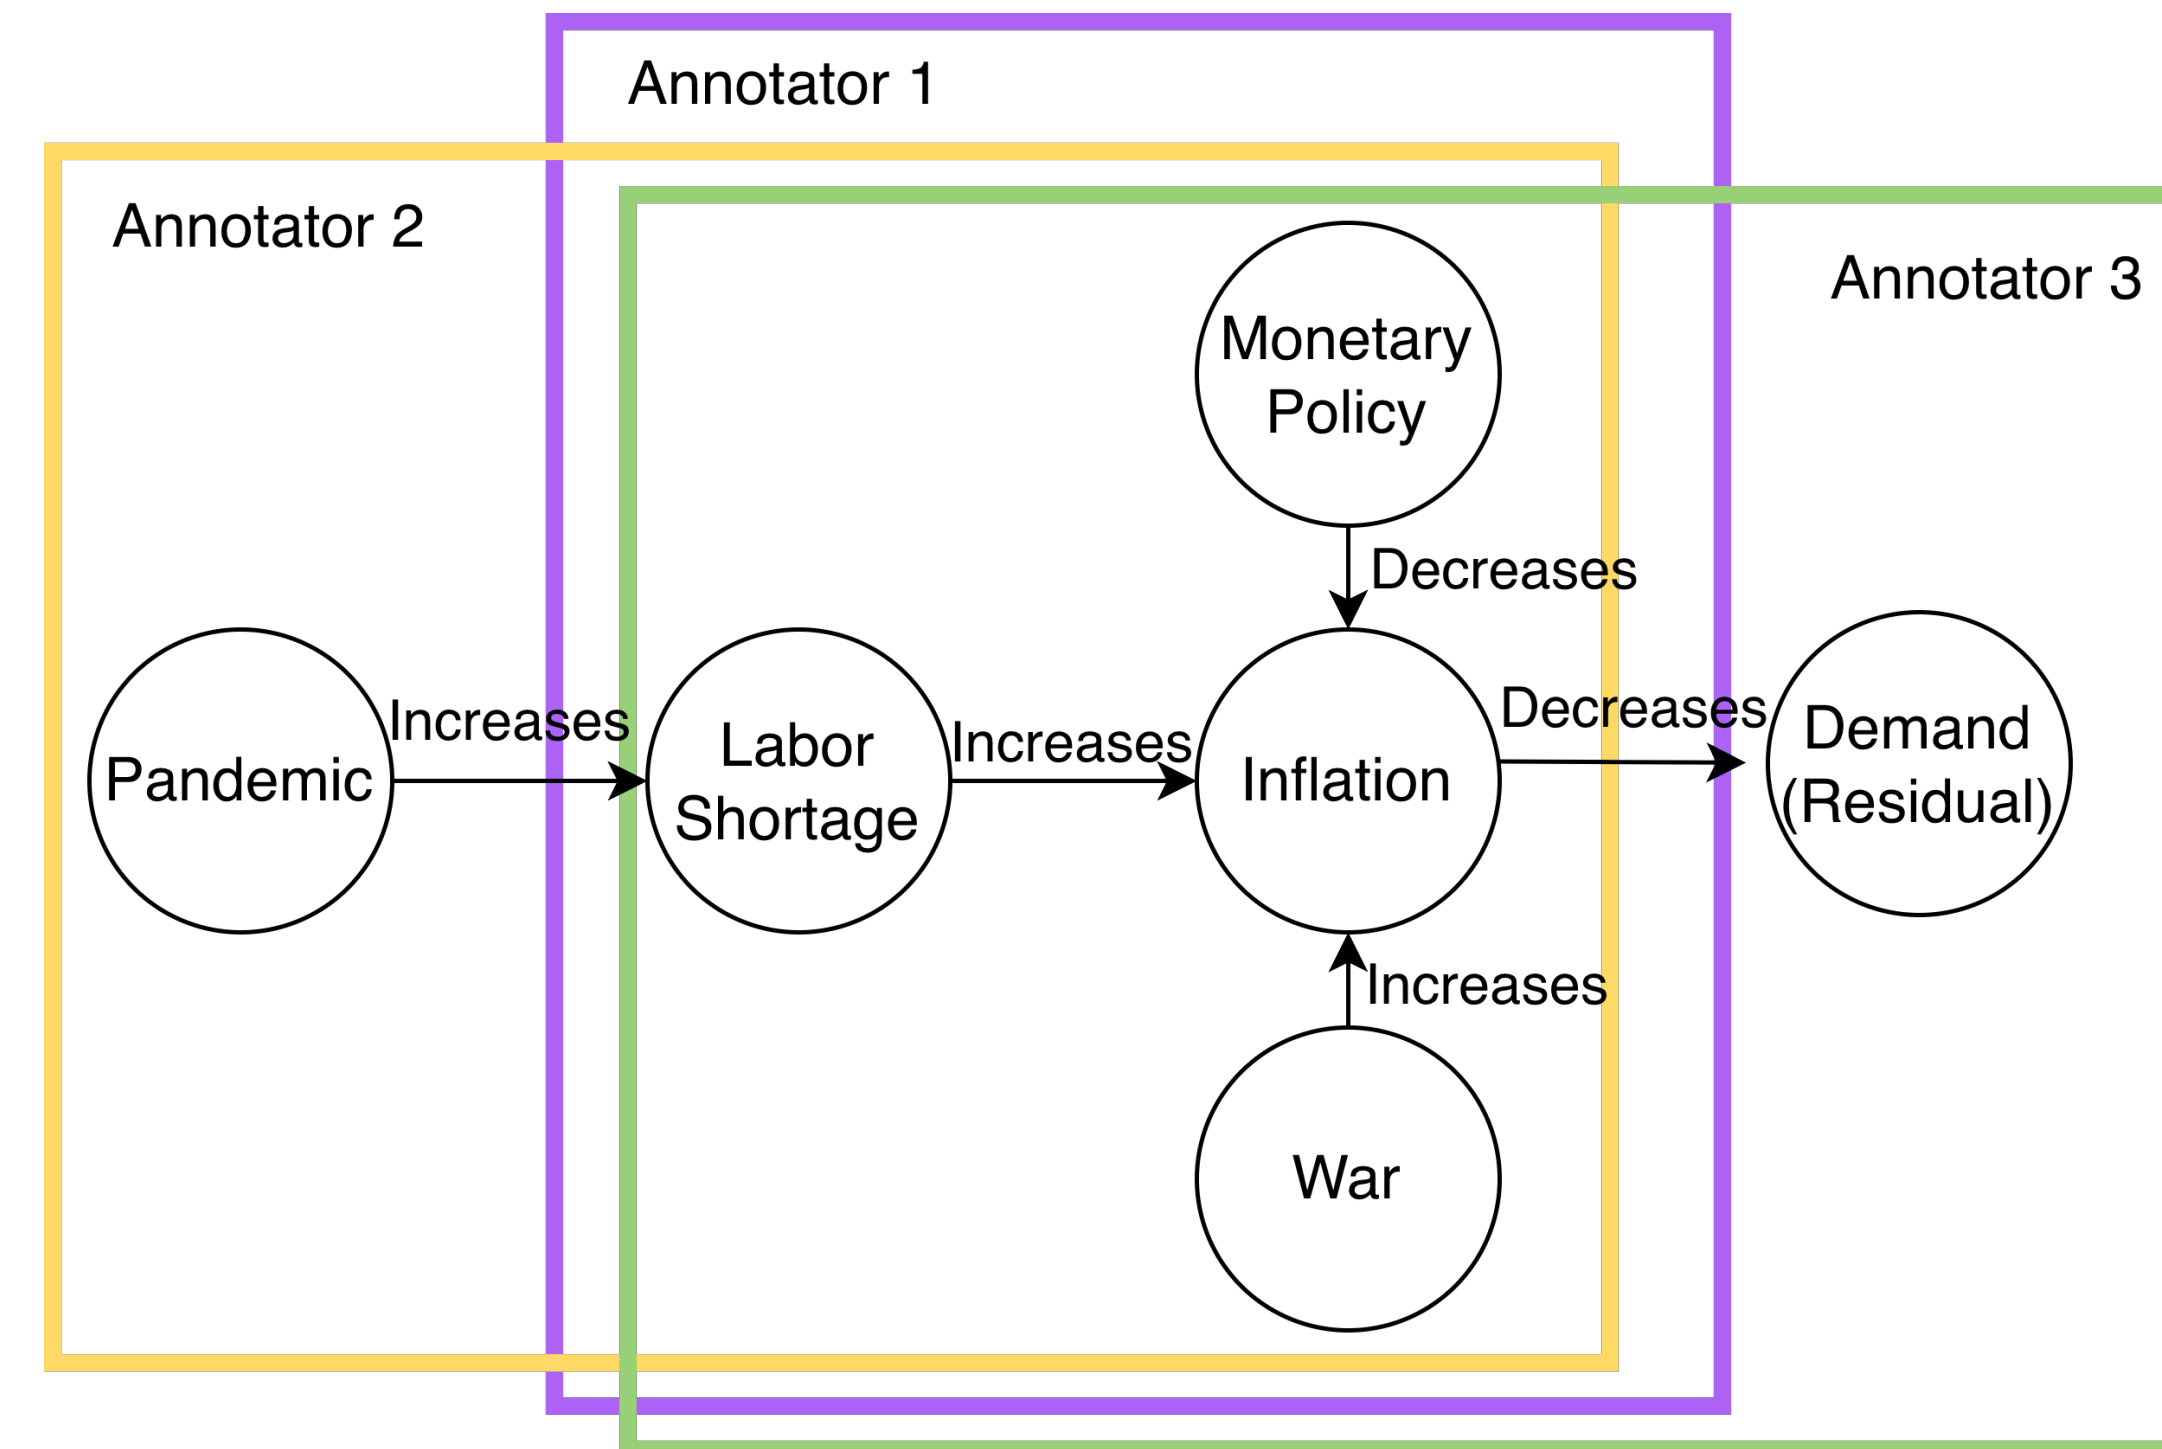 Annotator 1
Annotator 2
Annotator 3
Monetary
Policy
Decreases
Pandemic
Increases
Labor
Shortage
Increases
Inflation
Decreases
Demand
(Residual)
Increases
War